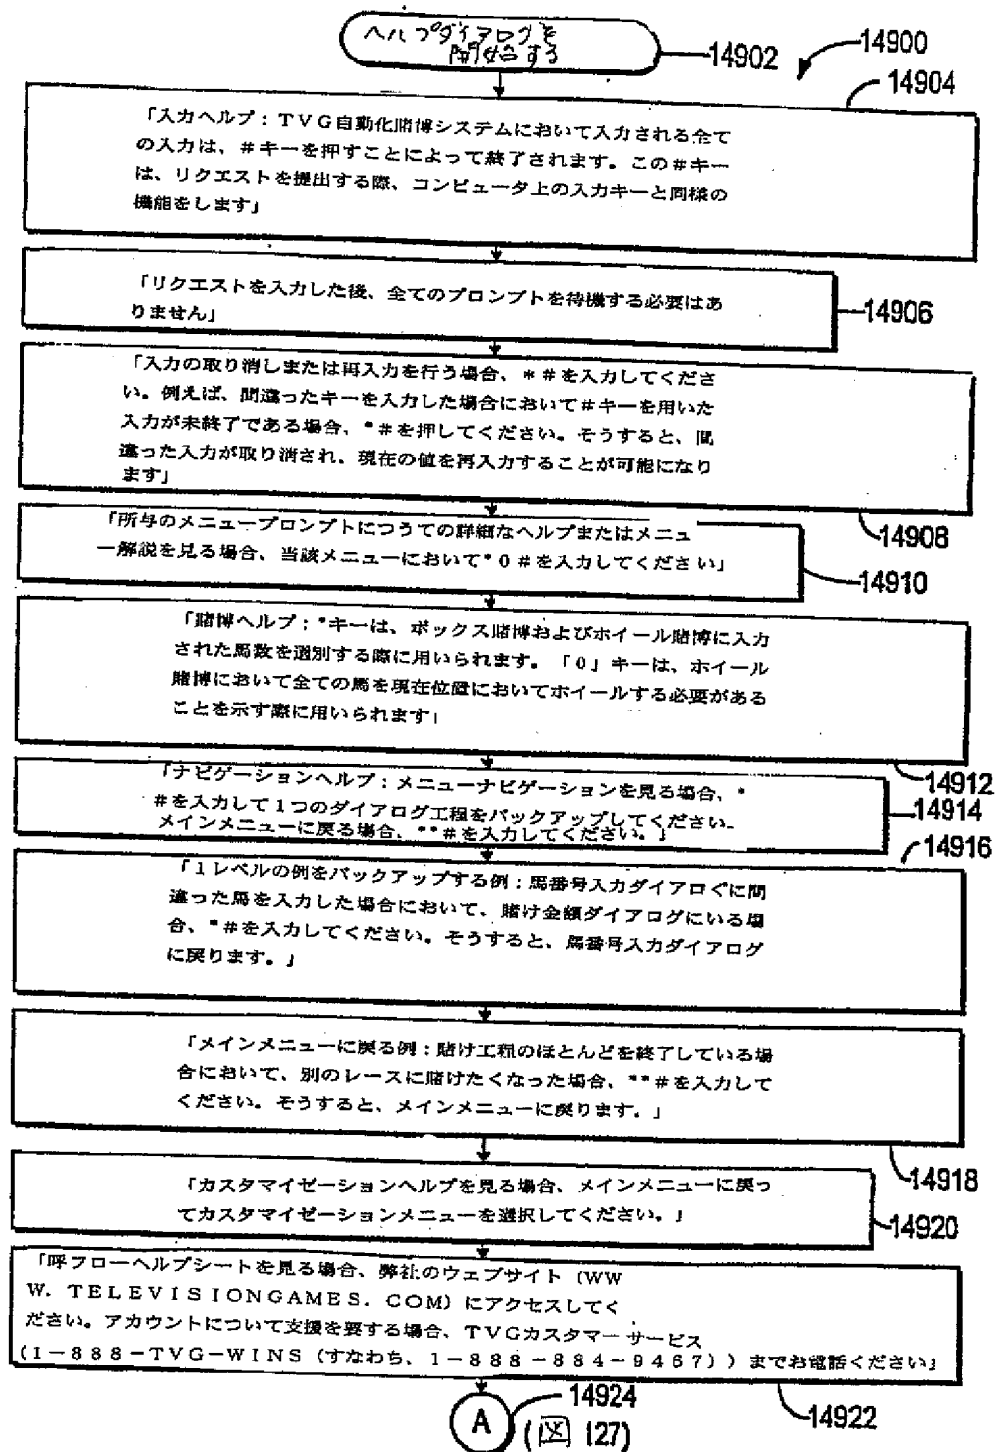 ヘルプダイアログを
開始する
14902
14900
14904
「入力ヘルプ：ＴＶＧ自動化賭博システムにおいて入力される全て
の入力は、＃キーを押すことによって終了されます。この＃キー
は、リクエストを提出する際、コンピュータ上の入力キーと同様の
機能をします」
「リクエストを入力した後、全てのプロンプトを待機する必要はあ
りません」
14906
「入力の取り消しまたは再入力を行う場合、＊＃を入力してくださ
い。例えば、間違ったキーを入力した場合において＃キーを用いた
入力が未終了である場合、*＃を押してください。そうすると、間
違った入力が取り消され、現在の値を再入力することが可能になり
ます」
14908
「所与のメニュープロンプトにつうての詳細なヘルプまたはメニュ
ー解説を見る場合、当該メニューにおいて*０＃を入力してください」
14910
「賭博ヘルプ：*キーは、ボックス賭博およびホイール賭博に入力
された馬数を選別する際に用いられます。「０」キーは、ホイール
賭博において全ての馬を現在位置においてホイールする必要がある
ことを示す際に用いられます」
14912
「ナビゲーションヘルプ：メニューナビゲーションを見る場合、*
＃を入力して１つのダイアログ工程をバックアップしてください。
メインメニューに戻る場合、**＃を入力してください。」
14914
14916
「１レベルの例をバックアップする例：馬番号入力ダイアロぐに間
違った馬を入力した場合において、賭け金額ダイアログにいる場
合、*＃を入力してください。そうすると、馬番号入力ダイアログ
に戻ります。」
「メインメニューに戻る例：賭け工程のほとんどを終了している場
合において、別のレースに賭けたくなった場合、**＃を入力して
ください。そうすると、メインメニューに戻ります。」
14918
「カスタマイゼーションヘルプを見る場合、メインメニューに戻っ
てカスタマイゼーションメニューを選択してください。」
14920
「呼フローヘルプシートを見る場合、弊社のウェブサイト（ＷＷ
Ｗ．ＴＥＬＥＶＩＳＩＯＮＧＡＭＥＳ．ＣＯＭ）にアクセスしてく
ださい。アカウントについて支援を要する場合、ＴＶＧカスタマーサービス
（１－８８８－ＴＶＧ－ＷＩＮＳ（すなわち、１－８８８－８８４－９４６７））までお電話ください」
14922
A
14924
(図 127)